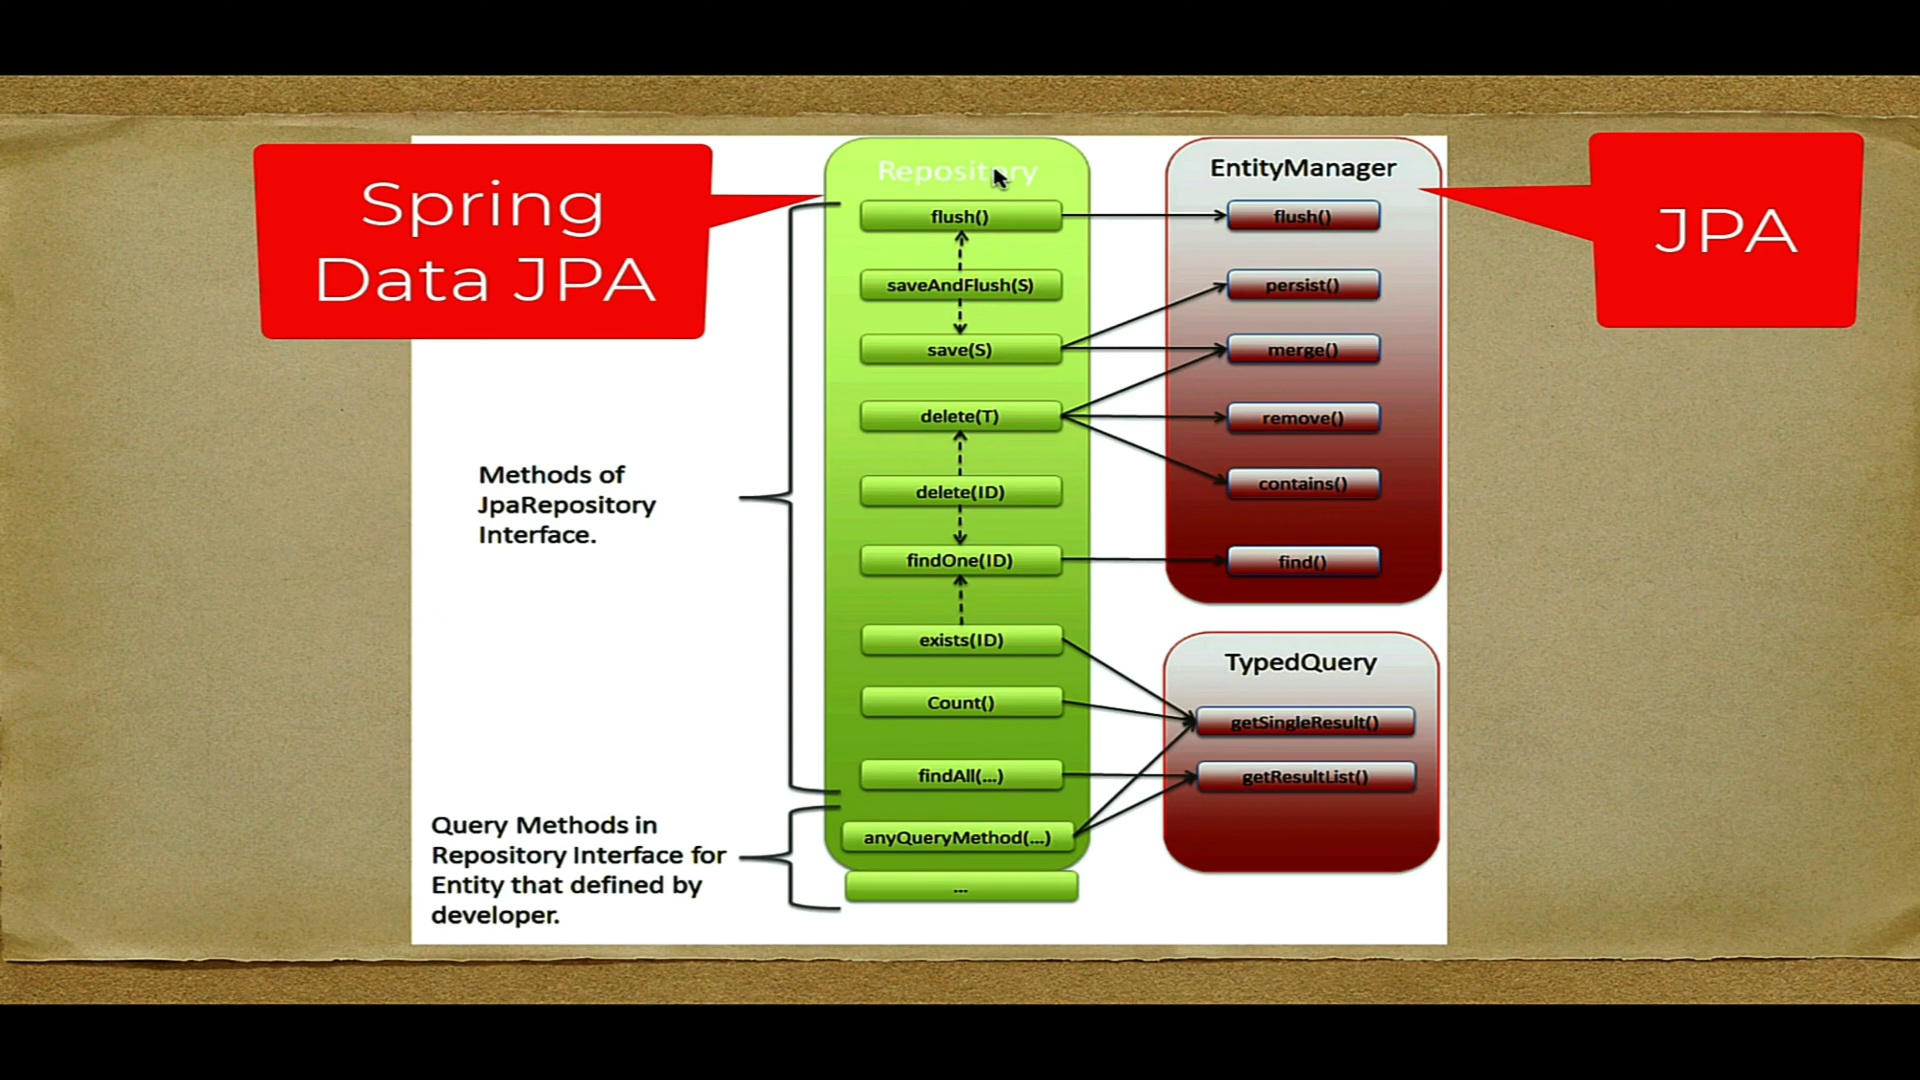 Spring
Data JPA
Repository
flush()
saveAndFlush(S)
save(S)
delete(T)
delete(ID)
findOne(ID)
exists(ID)
Count()
findAll(...)
anyQueryMethod(...)
...
EntityManager
flush()
persist()
merge()
remove()
contains()
find()
JPA
TypedQuery
getSingleResult()
getResultList()
Methods of
JpaRepository
Interface.
Query Methods in
Repository Interface for
Entity that defined by
developer.